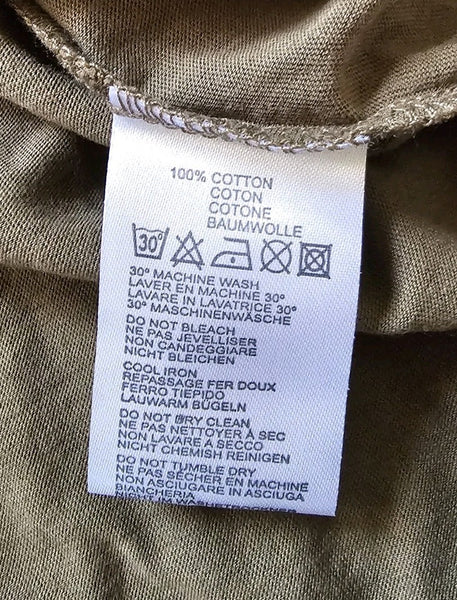 100% COTTON
COTON
COTONE
BAUMWOLLE
30°
30° MACHINE WASH
LAVER EN MACHINE 30°
LAVARE IN LAVATRICE 30°
30° MASCHINENWÄSCHE
DO NOT BLEACH
NE PAS JEVELLISER
NON CANDEGGIARE
NICHT BLEICHEN
COOL IRON
REPASSAGE FER DOUX
FERRO TIEPIDO
LAUWARM BÜGELN
DO NOT DRY CLEAN
NE PAS NETTOYER À SEC
NON LAVARE A SECCO
NICHT CHEMISH REINIGEN
DO NOT TUMBLE DRY
NE PAS SÉCHER EN MACHINE
NON ASCIUGARE IN ASCIUGA
BIANCHERIA